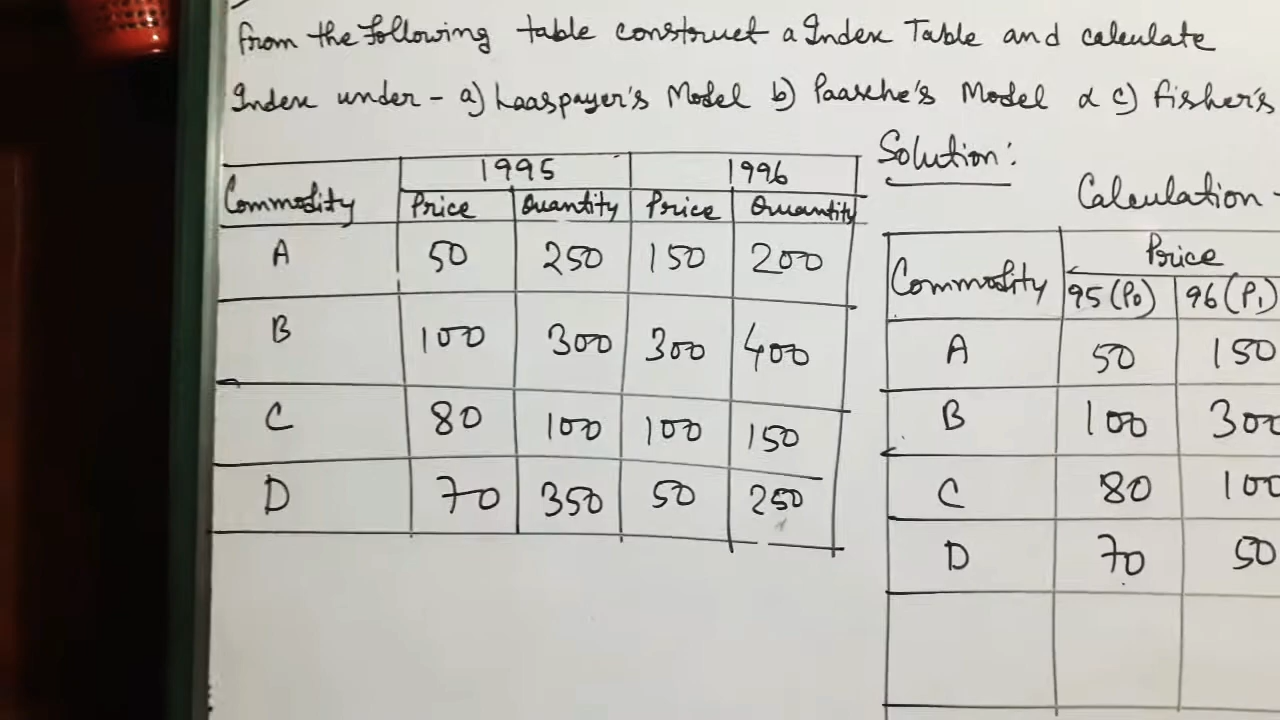 from the following table construct a Index Table and calculate
Index under - a) Laaspayer's Model b) Paasche's Model & c) Fisher's
1995 1996
Commodity Price Quantity Price Quantity
A 50 250 150 200
B 100 300 300 400
C 80 100 100 150
D 70 350 50 250
Solution:
Calculation -
Commodity Price
95 (P₀) 96 (P₁)
A 50 150
B 100 300
C 80 100
D 70 50